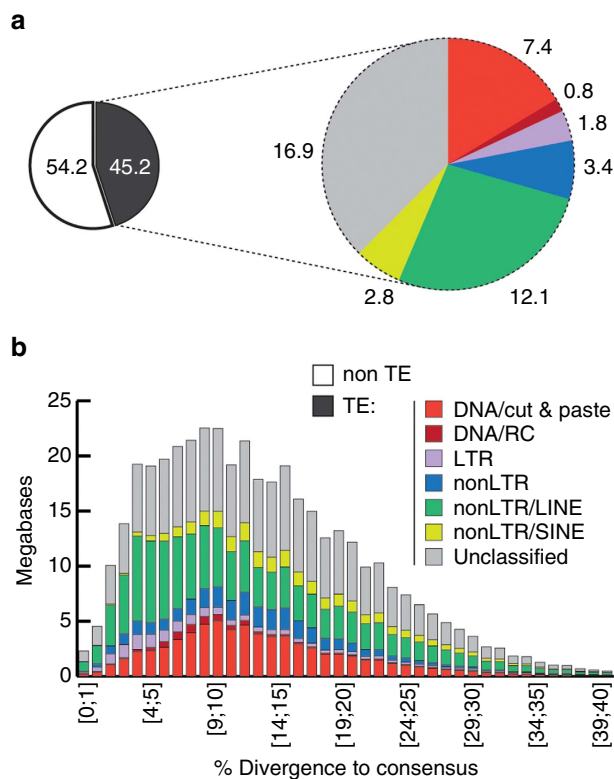 a
54.2
45.2
7.4
0.8
1.8
3.4
12.1
2.8
16.9
b
non TE
TE:
DNA/cut & paste
DNA/RC
LTR
nonLTR
nonLTR/LINE
nonLTR/SINE
Unclassified
Megabases
25
20
15
10
5
0
[0;1]
[4;5]
[9;10]
[14;15]
[19;20]
[24;25]
[29;30]
[34;35]
[39;40]
% Divergence to consensus